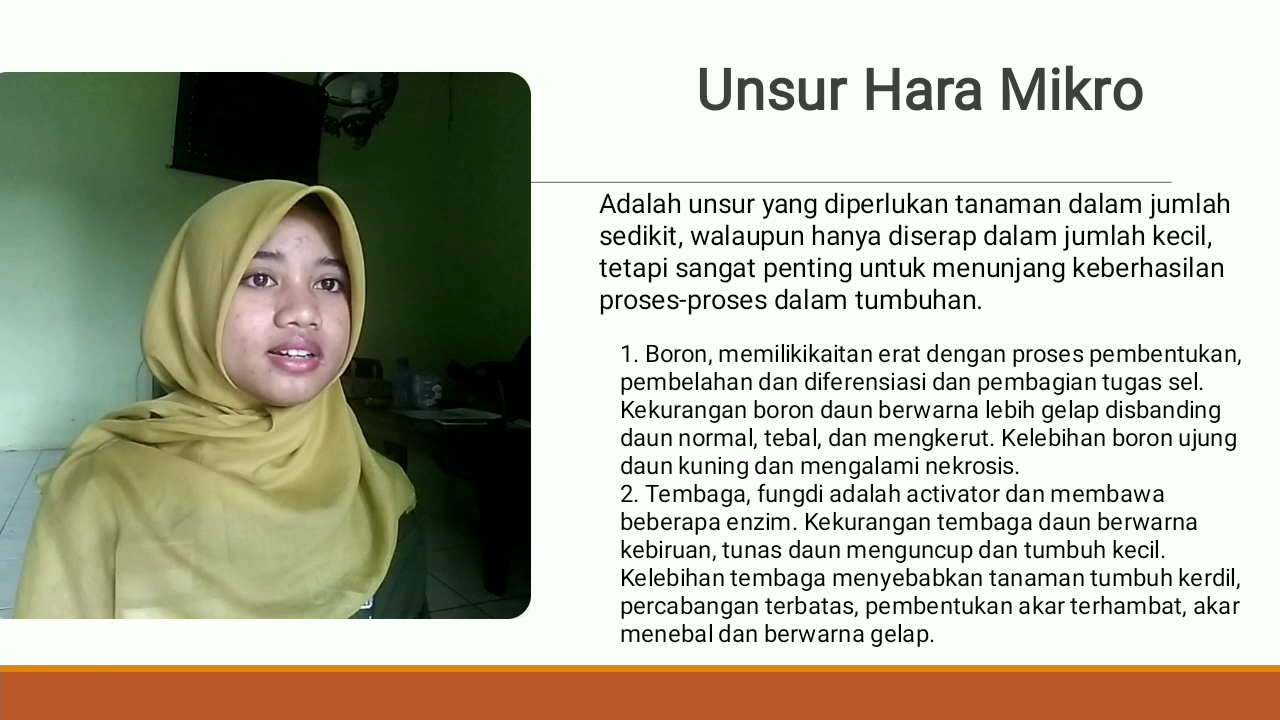 Unsur Hara Mikro
Adalah unsur yang diperlukan tanaman dalam jumlah
sedikit, walaupun hanya diserap dalam jumlah kecil,
tetapi sangat penting untuk menunjang keberhasilan
proses-proses dalam tumbuhan.
1. Boron, memilikikaitan erat dengan proses pembentukan,
pembelahan dan diferensiasi dan pembagian tugas sel.
Kekurangan boron daun berwarna lebih gelap disbanding
daun normal, tebal, dan mengkerut. Kelebihan boron ujung
daun kuning dan mengalami nekrosis.
2. Tembaga, fungdi adalah activator dan membawa
beberapa enzim. Kekurangan tembaga daun berwarna
kebiruan, tunas daun menguncup dan tumbuh kecil.
Kelebihan tembaga menyebabkan tanaman tumbuh kerdil,
percabangan terbatas, pembentukan akar terhambat, akar
menebal dan berwarna gelap.